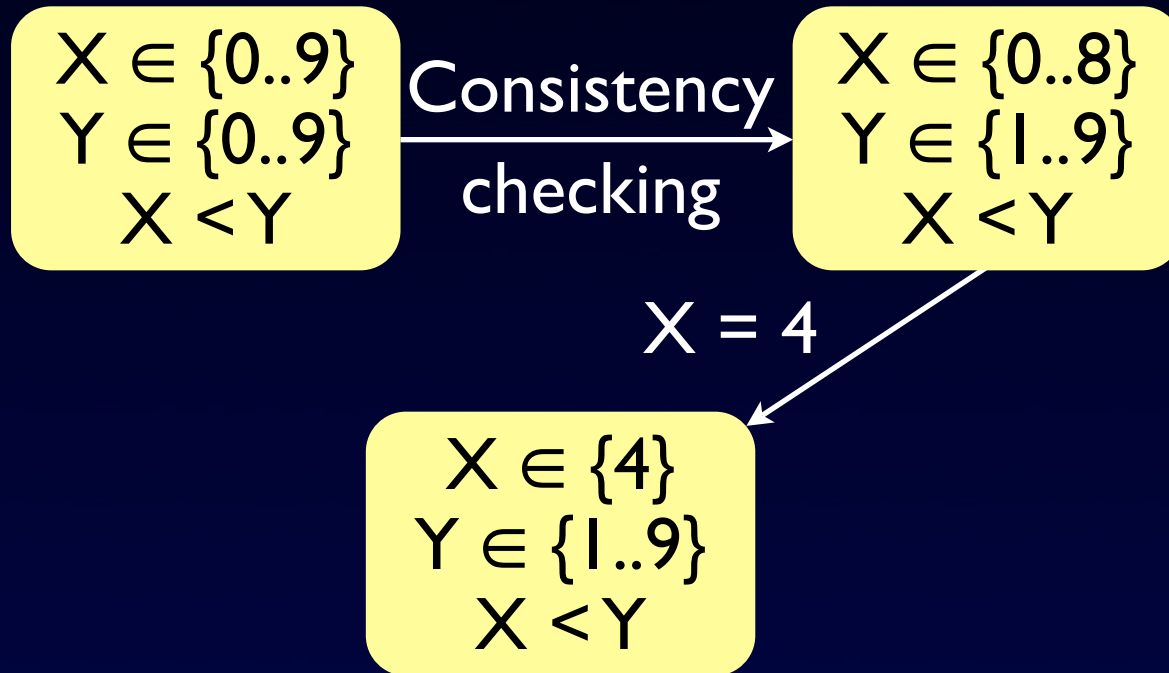 X ∈ {0..9}
Y ∈ {0..9}
X < Y
Consistency
checking
X ∈ {0..8}
Y ∈ {1..9}
X < Y
X = 4
X ∈ {4}
Y ∈ {1..9}
X < Y